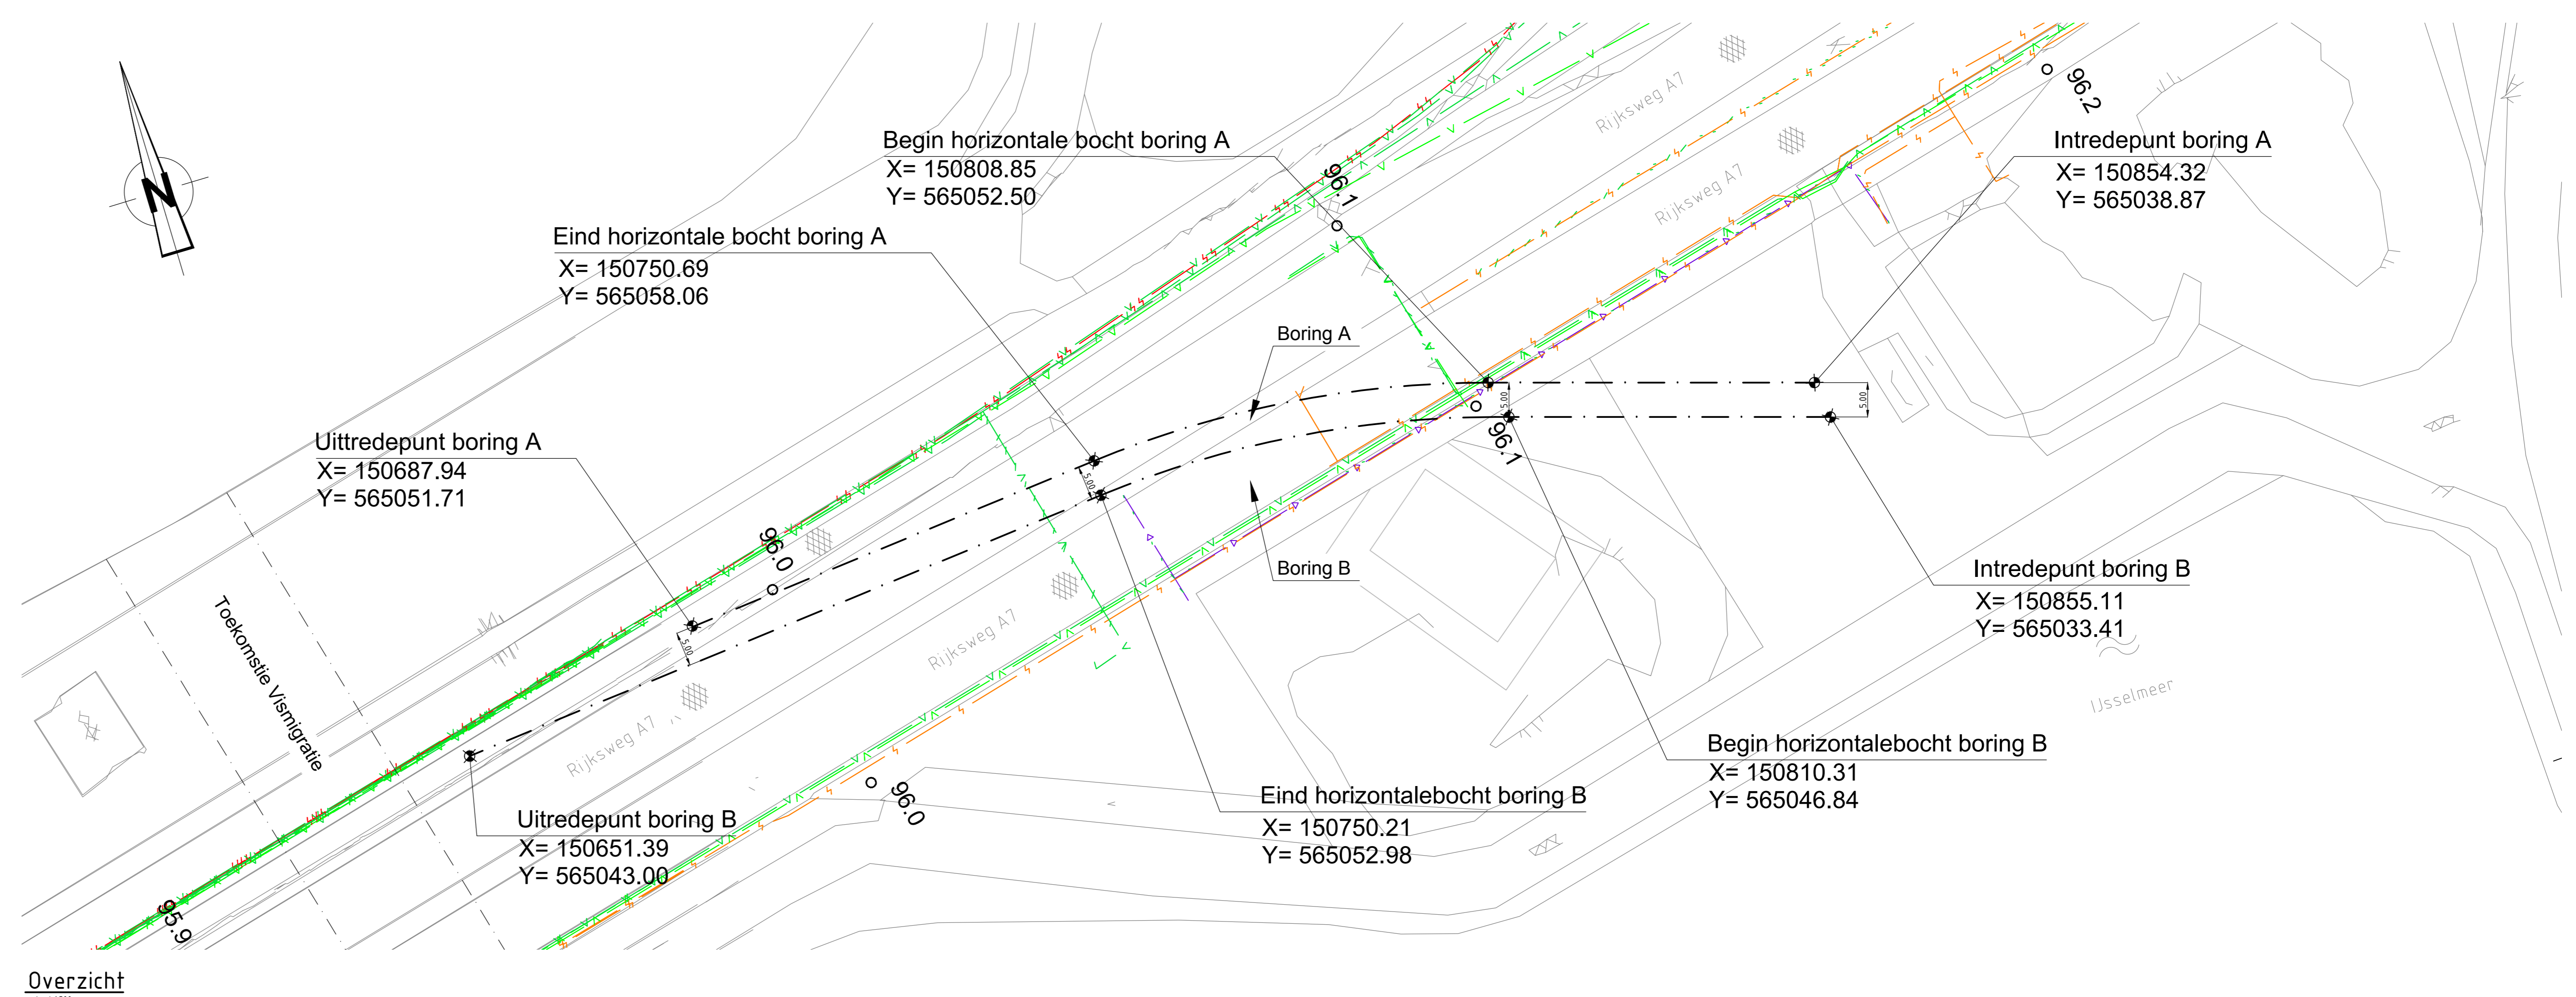 N
96.2
Begin horizontale bocht boring A
X= 150808.85
Y= 565052.50
96.1
Rijksweg A7
Rijksweg A7
Intredepunt boring A
X= 150854.32
Y= 565038.87
Eind horizontale bocht boring A
X= 150750.69
Y= 565058.06
Boring A
5.00
5.00
Uittredepunt boring A
X= 150687.94
Y= 565051.71
96.1
5.00
96.0
Boring B
Intredepunt boring B
X= 150855.11
Y= 565033.41
Toekomstie Vismigratie
5.00
Rijksweg A7
Rijksweg A7
IJsselmeer
Begin horizontalebocht boring B
X= 150810.31
Y= 565046.84
96.0
Eind horizontalebocht boring B
X= 150750.21
Y= 565052.98
Uitredepunt boring B
X= 150651.39
Y= 565043.00
95.9
Overzicht